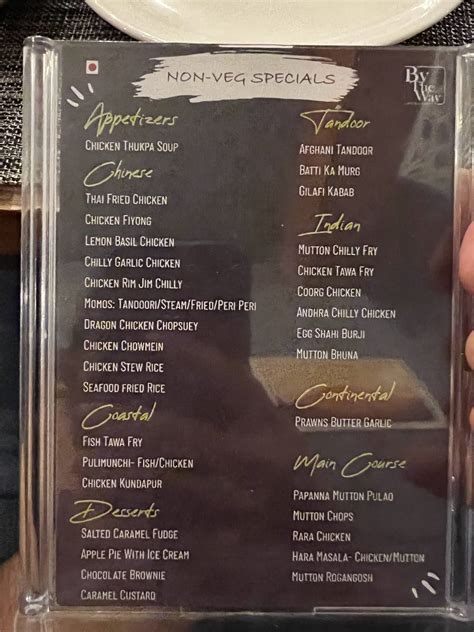 NON-VEG SPECIALS
By
The
Way
Appetizers
CHICKEN THUKPA SOUP
Chinese
THAI FRIED CHICKEN
CHICKEN FIYONG
LEMON BASIL CHICKEN
CHILLY GARLIC CHICKEN
CHICKEN RIM JIM CHILLY
MOMOS: TANDOORI/STEAM/FRIED/PERI PERI
DRAGON CHICKEN CHOPSUEY
CHICKEN CHOWMEIN
CHICKEN STEW RICE
SEAFOOD FRIED RICE
Coastal
FISH TAWA FRY
PULIMUNCHI- FISH/CHICKEN
CHICKEN KUNDAPUR
Desserts
SALTED CARAMEL FUDGE
APPLE PIE WITH ICE CREAM
CHOCOLATE BROWNIE
CARAMEL CUSTARD
Tandoor
AFGHANI TANDOOR
BATTI KA MURG
GILAFI KABAB
Indian
MUTTON CHILLY FRY
CHICKEN TAWA FRY
COORG CHICKEN
ANDHRA CHILLY CHICKEN
EGG SHAHI BURJI
MUTTON BHUNA
Continental
PRAWNS BUTTER GARLIC
Main Course
PAPANNA MUTTON PULAO
MUTTON CHOPS
RARA CHICKEN
HARA MASALA- CHICKEN/MUTTON
MUTTON ROGANGOSH